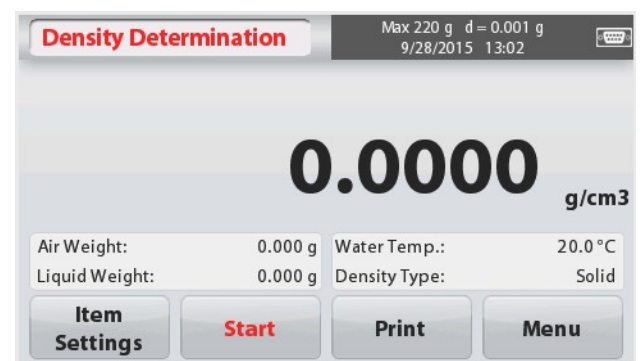 Density Determination
Max 220 g d = 0.001 g
9/28/2015 13:02
0.0000
g/cm3
Air Weight: 0.000 g
Liquid Weight: 0.000 g
Water Temp.: 20.0 °C
Density Type: Solid
Item
Settings
Start
Print
Menu